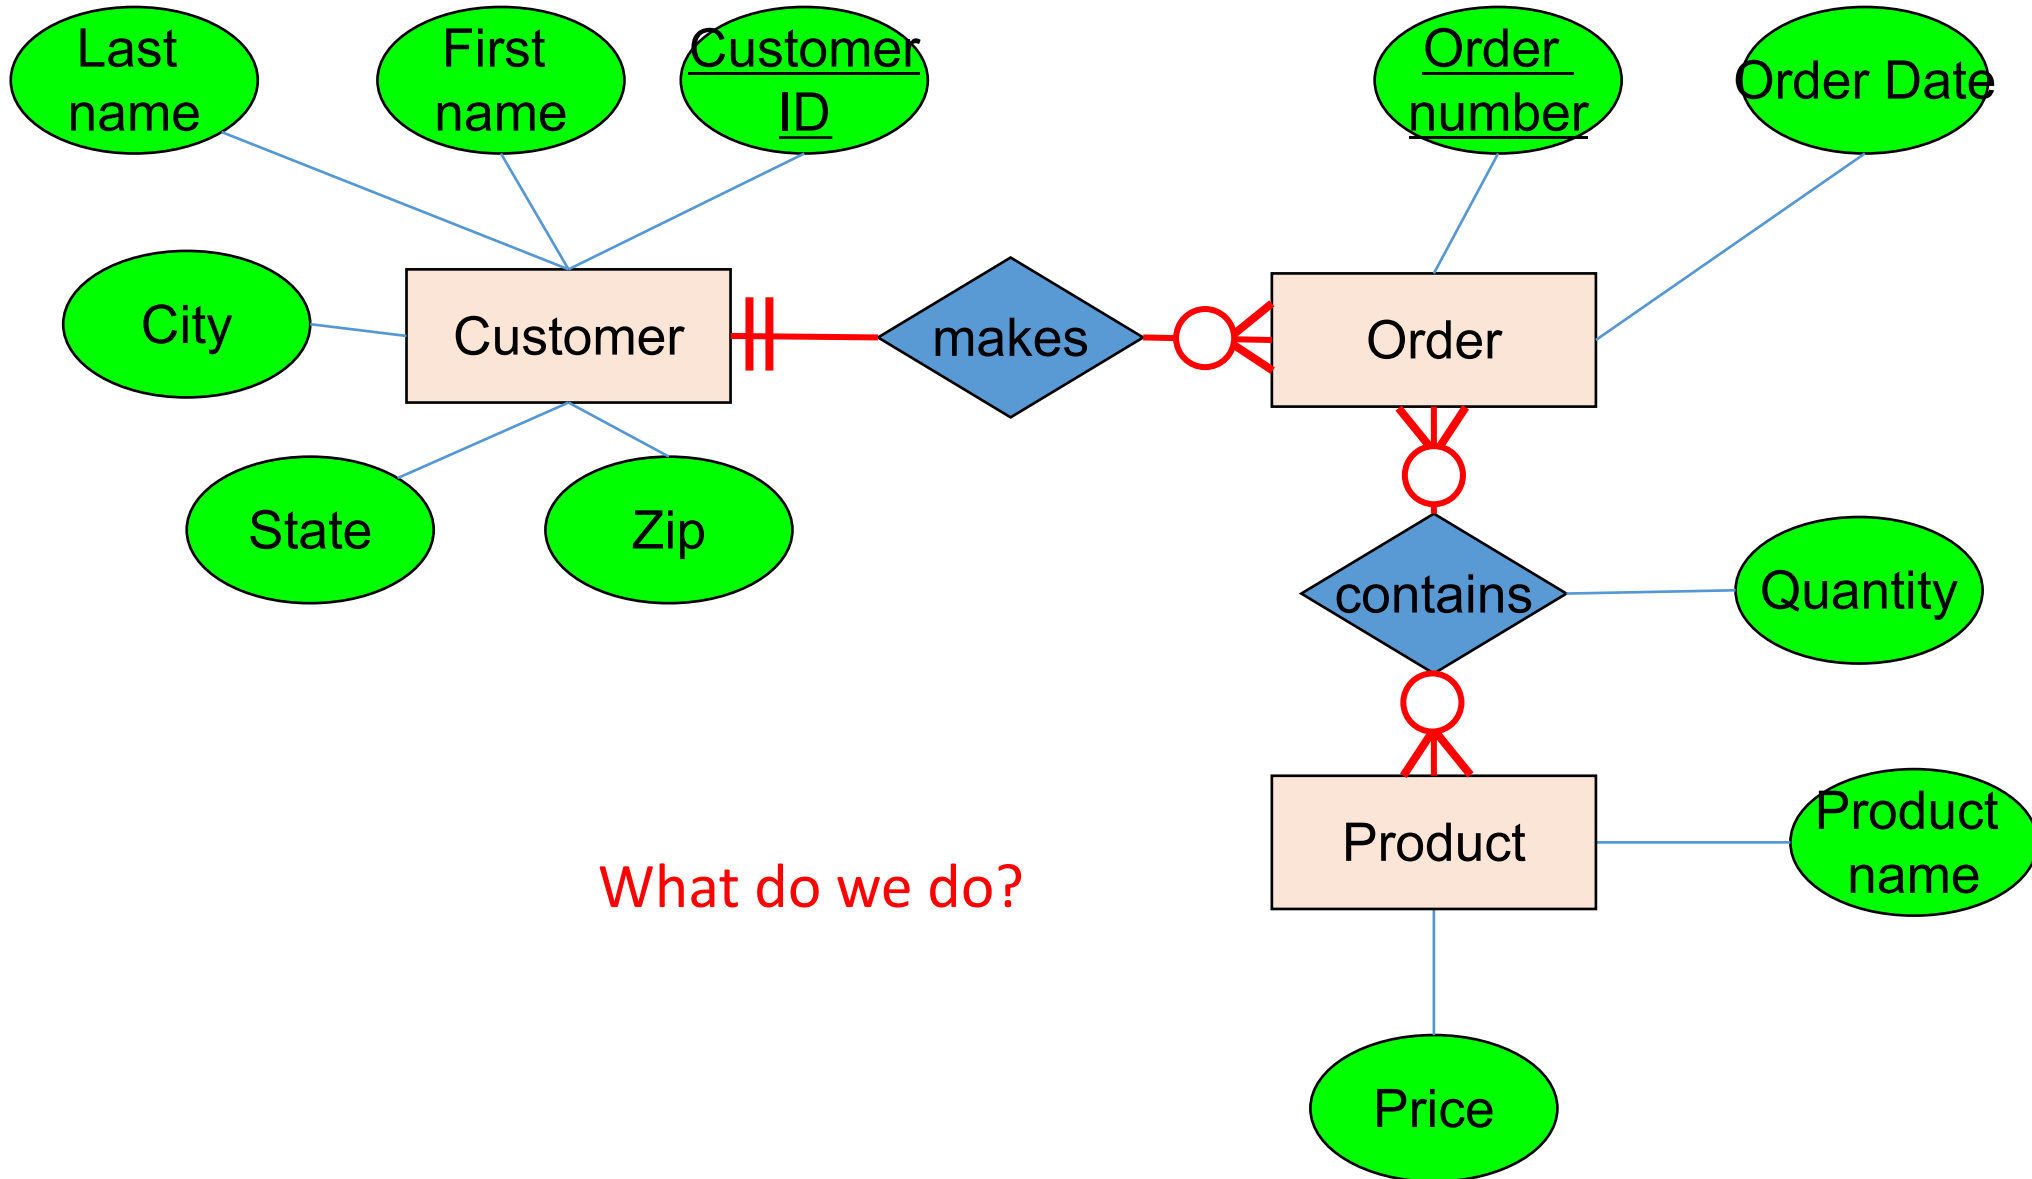 Last
name
First
name
Customer
ID
Order
number
Order Date
City
Customer
makes
Order
State
Zip
contains
Quantity
Product
Product
name
What do we do?
Price